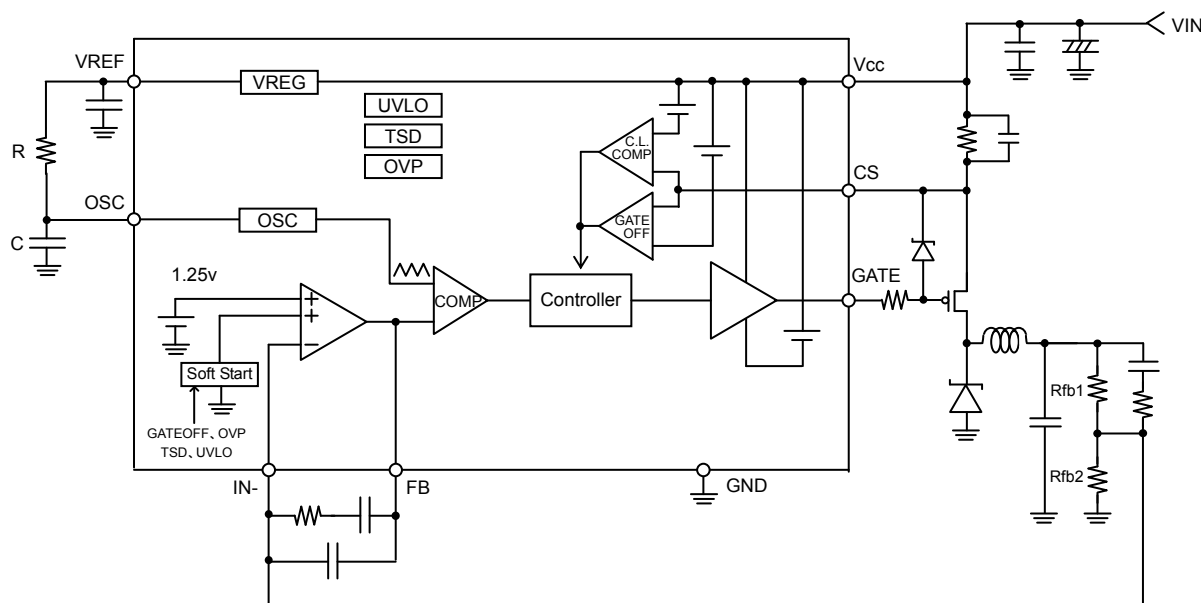 VIN
VREF
Vcc
VREG
UVLO
TSD
OVP
C.L.
COMP
R
CS
OSC
OSC
GATE
OFF
C
1.25v
GATE
COMP
Controller
Soft Start
Rfb1
GATEOFF、OVP
TSD、UVLO
Rfb2
IN-
FB
GND